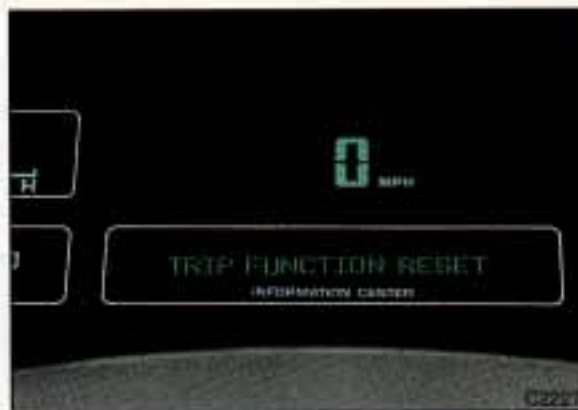 H
0 MPH
TRIP FUNCTION RESET
INFORMATION CENTER